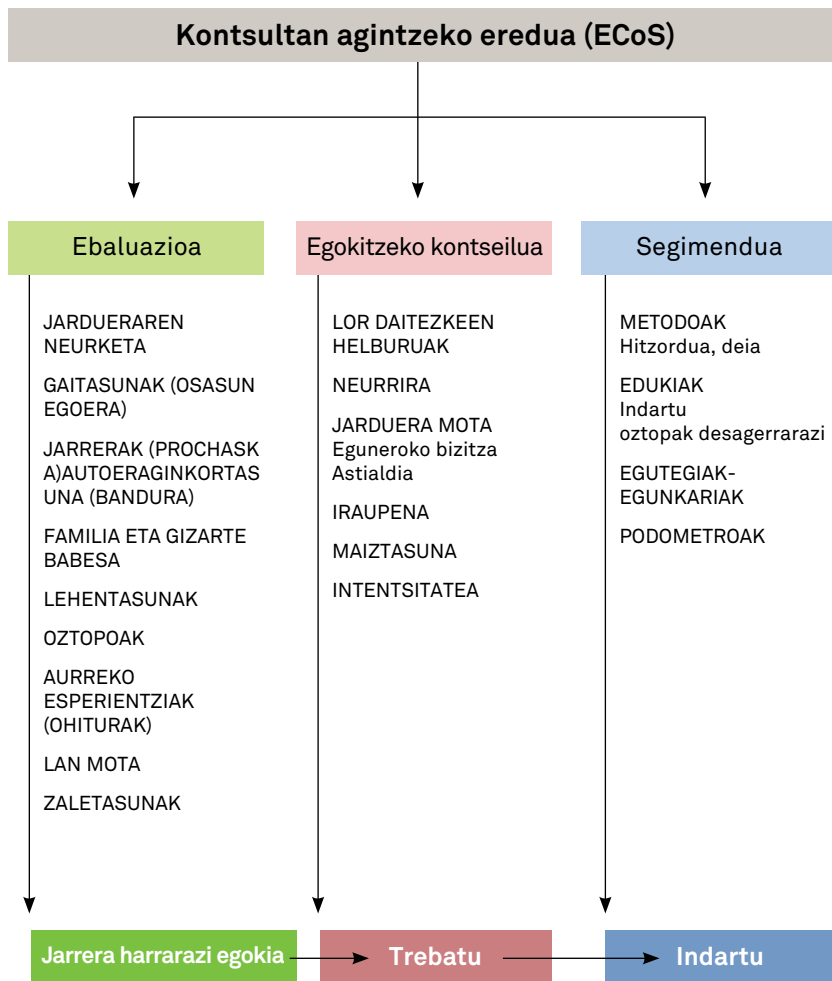 Kontsultan agintzeko eredua (ECoS)
Ebaluazioa
JARDUERAREN
NEURKETA
GAITASUNAK (OSASUN
EGOERA)
JARRERAK (PROCHASK
A)AUTOERAGINKORTAS
UNA (BANDURA)
FAMILIA ETA GIZARTE
BABESA
LEHENTASUNAK
OZTOPOAK
AURREKO
ESPERIENTZIAK
(OHITURAK)
LAN MOTA
ZALETASUNAK
Jarrera harrarazi egokia
Egokitzeko kontseilua
LOR DAITEZKEEN
HELBURUAK
NEURRIRA
JARDUERA MOTA
Eguneroko bizitza
Astialdia
IRAUPENA
MAIZTASUNA
INTENTSITATEA
Trebatu
Segimendua
METODOAK
Hitzordua, deia
EDUKIAK
Indartu
oztopak desagerrarazi
EGUTEGIAK-
EGUNKARIAK
PODOMETROAK
Indartu